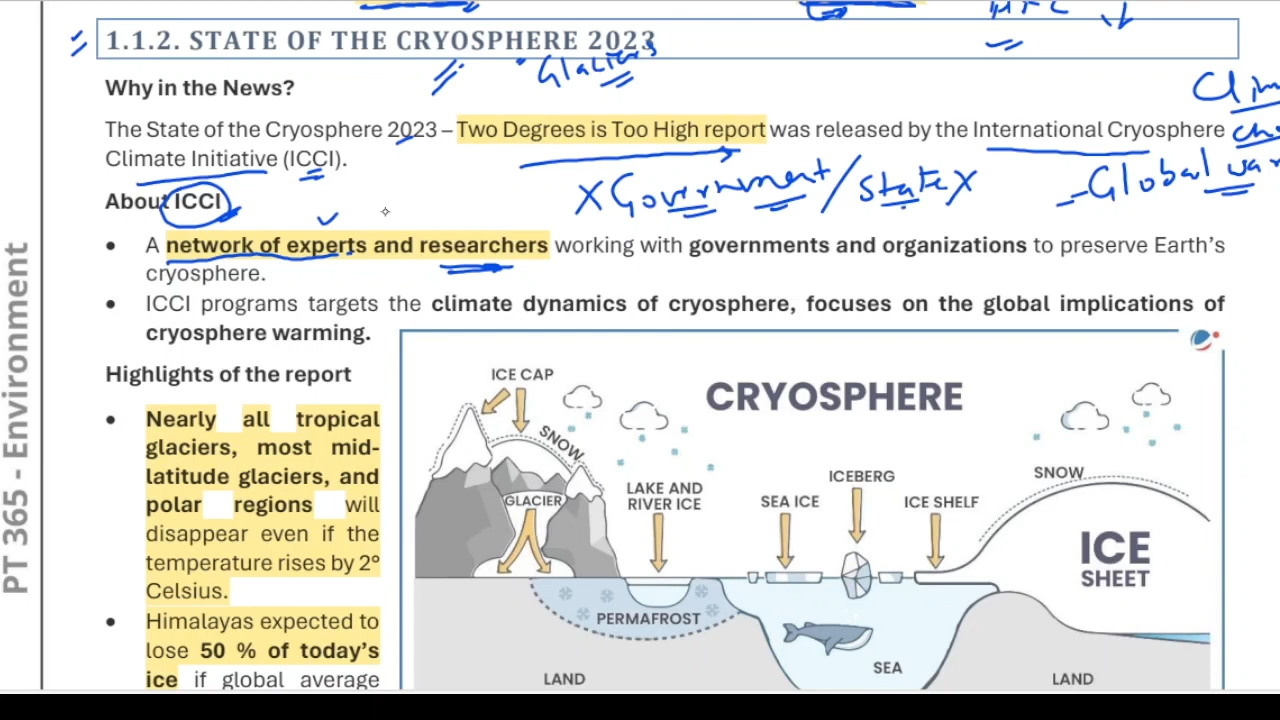 1.1.2. STATE OF THE CRYOSPHERE 2023
Glaciers
Why in the News?
The State of the Cryosphere 2023 – Two Degrees is Too High report was released by the International Cryosphere
Climate Initiative (ICCI).
X Government / State X
Global
About ICCI
A network of experts and researchers working with governments and organizations to preserve Earth's
cryosphere.
ICCI programs targets the climate dynamics of cryosphere, focuses on the global implications of
cryosphere warming.
Highlights of the report
Nearly all tropical
glaciers, most mid-
latitude glaciers, and
polar regions will
disappear even if the
temperature rises by 2°
Celsius.
Himalayas expected to
lose 50 % of today's
ice if global average
CRYOSPHERE
ICE CAP
SNOW
GLACIER
LAKE AND
RIVER ICE
SEA ICE
ICEBERG
ICE SHELF
SNOW
ICE
SHEET
PERMAFROST
LAND
SEA
LAND
PT 365 - Environment